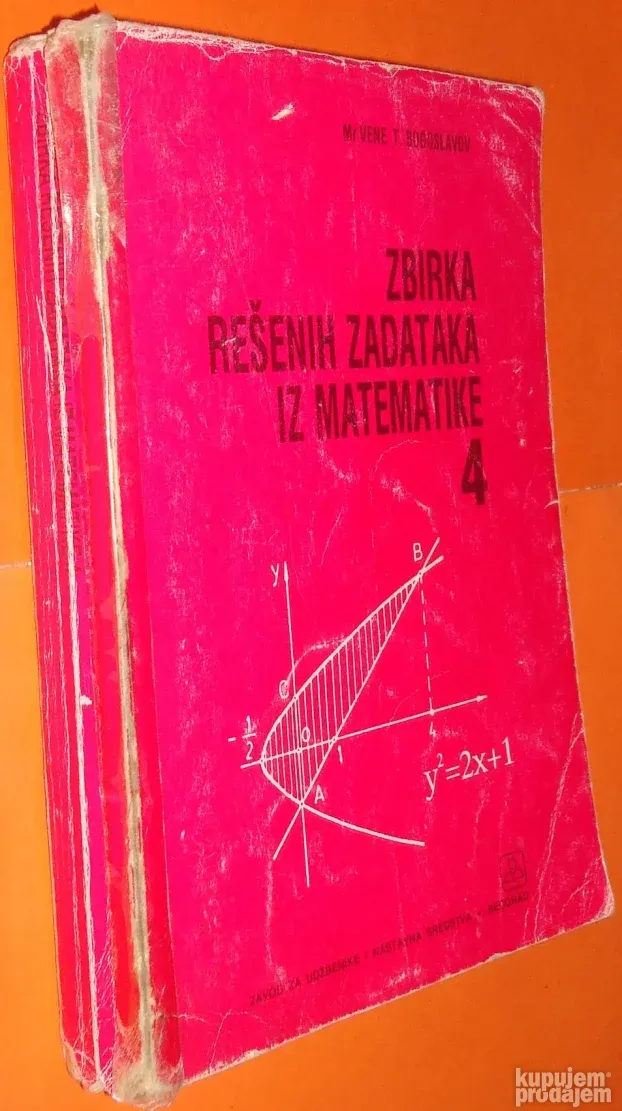 Mr VENE T. BOGOSLAVOV
ZBIRKA
REŠENIH ZADATAKA
IZ MATEMATIKE
4
y
B
C
-1/2
O
1
4
A
y²=2x+1
ZAVOD ZA UDŽBENIKE I NASTAVNA SREDSTVA • BEOGRAD
kupujem
prodajem